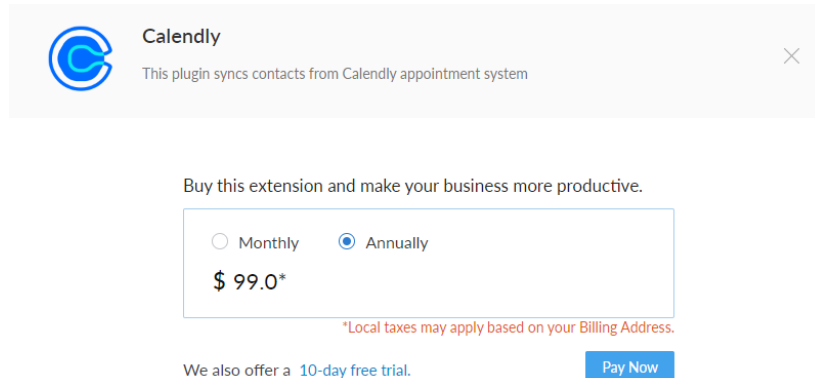 Calendly
This plugin syncs contacts from Calendly appointment system
Buy this extension and make your business more productive.
Monthly Annually
$ 99.0*
*Local taxes may apply based on your Billing Address.
We also offer a 10-day free trial.
Pay Now